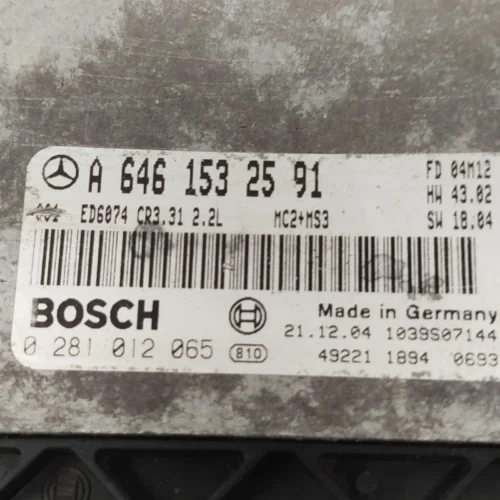 A 646 153 25 91
FD 04M12
HW 43.02
ED6074 CR3.31 2.2L MC2+MS3
SW 18.04
BOSCH
Made in Germany
21.12.04 1039S07144
0 281 012 065 810
49221 1894 0693